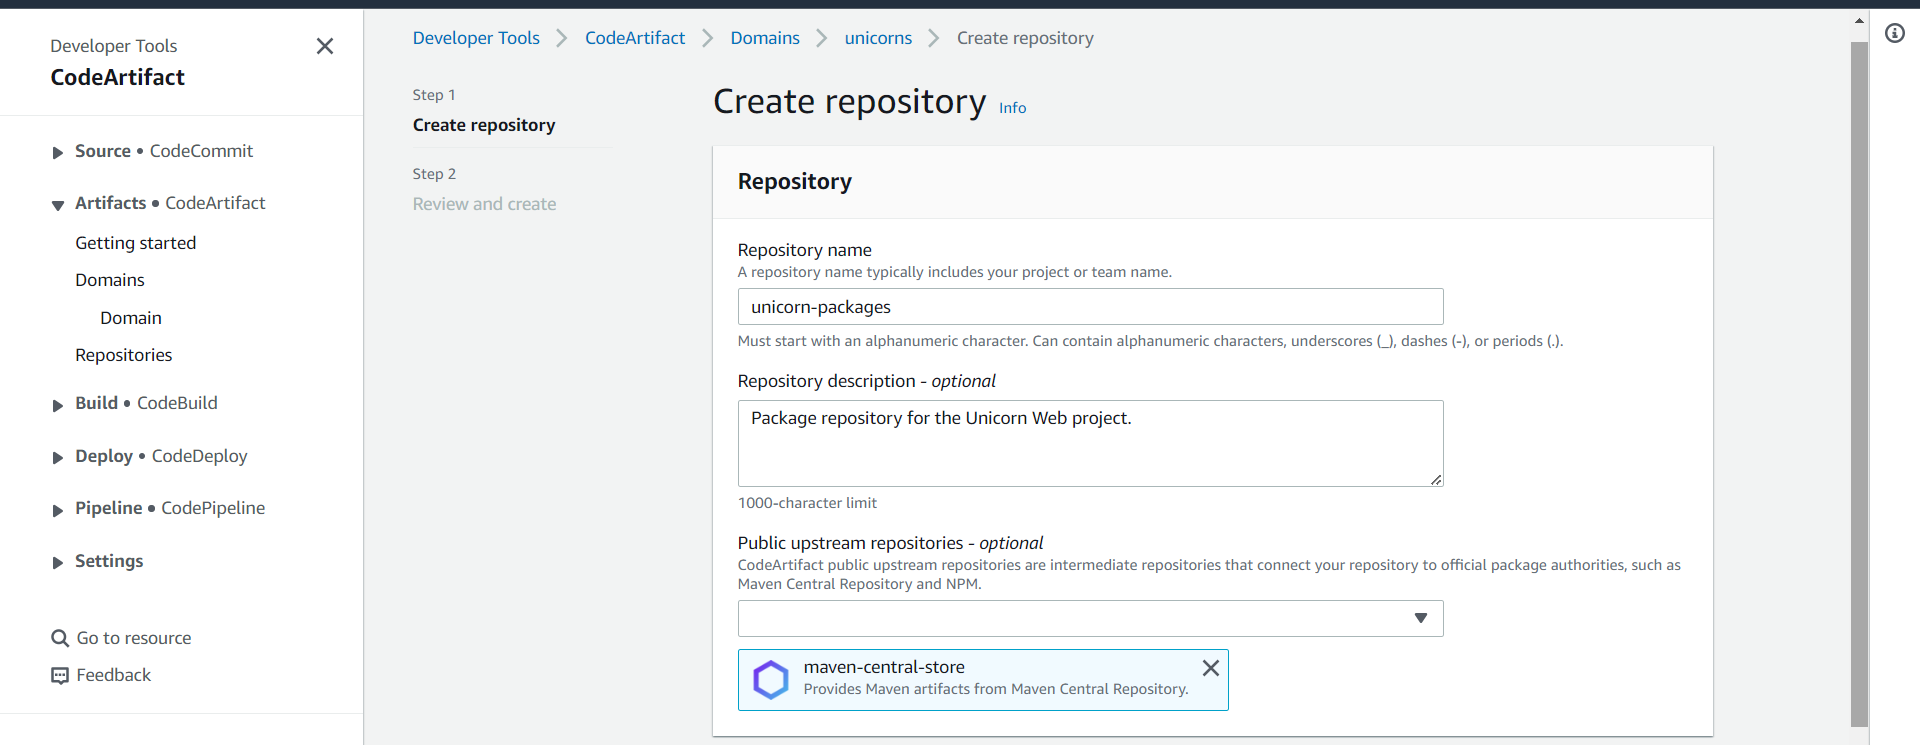 Developer Tools
CodeArtifact
Source • CodeCommit
Artifacts • CodeArtifact
Getting started
Domains
Domain
Repositories
Build • CodeBuild
Deploy • CodeDeploy
Pipeline • CodePipeline
Settings
Go to resource
Feedback
Developer Tools > CodeArtifact > Domains > unicorns > Create repository
Step 1
Create repository
Step 2
Review and create
Create repository Info
Repository
Repository name
A repository name typically includes your project or team name.
unicorn-packages
Must start with an alphanumeric character. Can contain alphanumeric characters, underscores (_), dashes (-), or periods (.).
Repository description - optional
Package repository for the Unicorn Web project.
1000-character limit
Public upstream repositories - optional
CodeArtifact public upstream repositories are intermediate repositories that connect your repository to official package authorities, such as
Maven Central Repository and NPM.
maven-central-store
Provides Maven artifacts from Maven Central Repository.